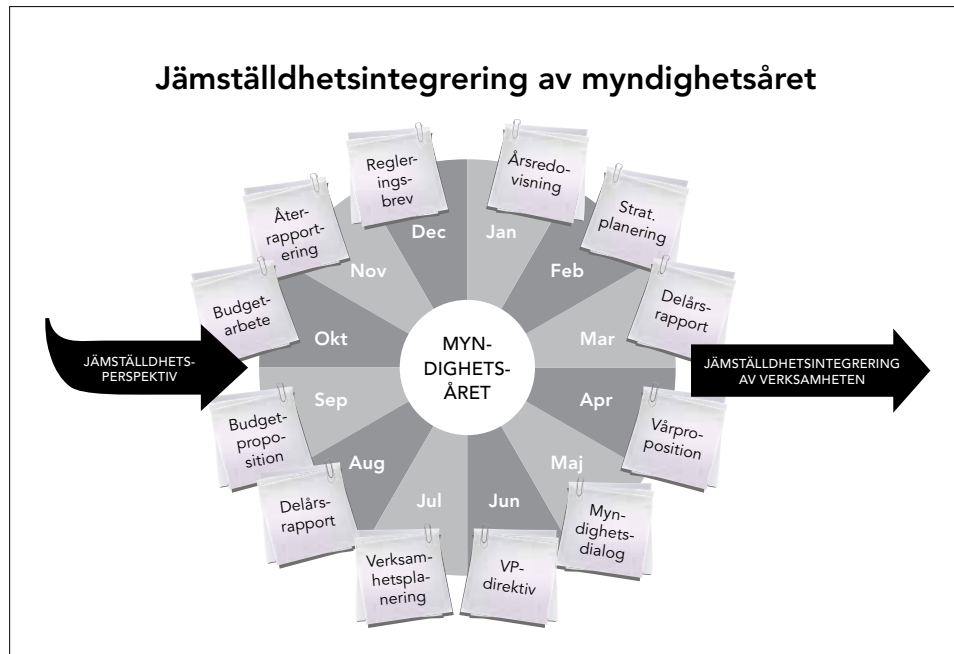 Jämställdhetsintegrering av myndighetsåret
Regler-
ings-
brev
Årsredo-
visning
Åter-
rapport-
ering
Strat.
planering
Dec
Jan
Nov
Feb
Budget-
arbete
Delårs-
rapport
Okt
Mar
JÄMSTÄLLDHETS-
PERSPEKTIV
MYN-
DIGHETS-
ÅRET
JÄMSTÄLLDHETSINTEGRERING
AV VERKSAMHETEN
Sep
Apr
Budget-
propo-
sition
Vårpro-
position
Aug
Maj
Jul
Jun
Delårs-
rapport
Myn-
dighets-
dialog
Verksam-
hetspla-
nering
VP-
direktiv